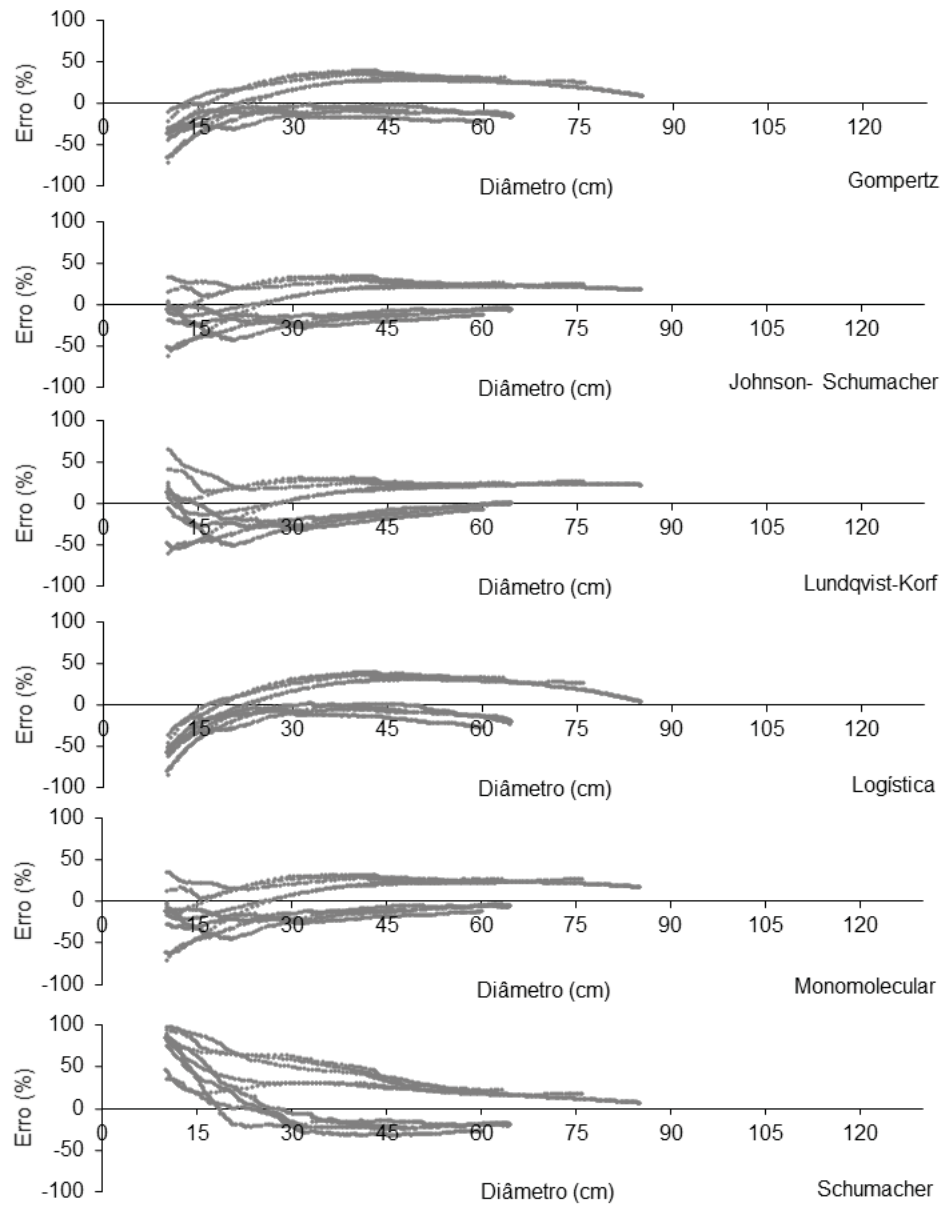 100
50
0
-50
-100
Erro (%)
0 15 30 45 60 75 90 105 120
Diâmetro (cm)
Gompertz
100
50
0
-50
-100
Erro (%)
0 15 30 45 60 75 90 105 120
Diâmetro (cm)
Johnson- Schumacher
100
50
0
-50
-100
Erro (%)
0 15 30 45 60 75 90 105 120
Diâmetro (cm)
Lundqvist-Korf
100
50
0
-50
-100
Erro (%)
0 15 30 45 60 75 90 105 120
Diâmetro (cm)
Logística
100
50
0
-50
-100
Erro (%)
0 15 30 45 60 75 90 105 120
Diâmetro (cm)
Monomolecular
100
50
0
-50
-100
Erro (%)
0 15 30 45 60 75 90 105 120
Diâmetro (cm)
Schumacher